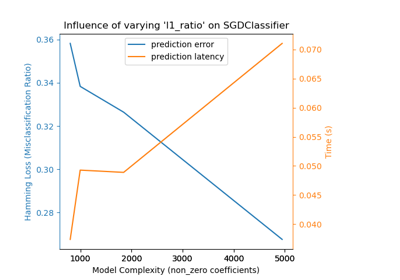 Influence of varying 'l1_ratio' on SGDClassifier
prediction error
prediction latency
0.36
0.34
0.32
0.30
0.28
Hamming Loss (Misclassification Ratio)
0.070
0.065
0.060
0.055
0.050
0.045
0.040
Time (s)
1000 2000 3000 4000 5000
Model Complexity (non_zero coefficients)